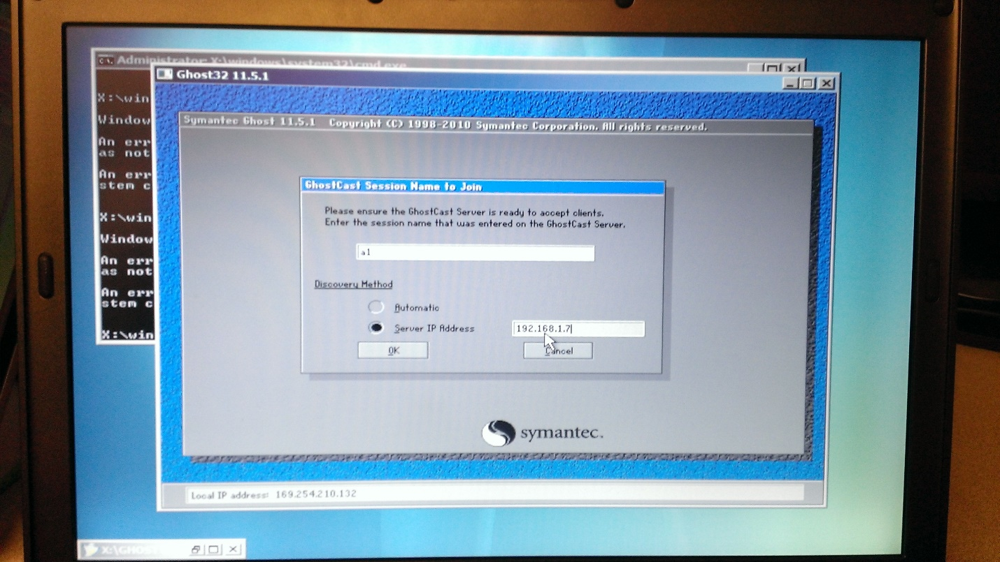 Administrator: X:\windows\system32\cmd.exe
Ghost32 11.5.1
X:\win
Window
An err
as not
An err
stem c
X:\win
Window
An err
as not
An err
stem c
X:\win
Symantec Ghost 11.5.1 Copyright (C) 1998-2010 Symantec Corporation. All rights reserved.
GhostCast Session Name to Join
Please ensure the GhostCast Server is ready to accept clients.
Enter the session name that was entered on the GhostCast Server.
a1
Discovery Method
Automatic
Server IP Address 192.168.1.7
OK Cancel
symantec.
Local IP address: 169.254.210.132
X:\GHOST